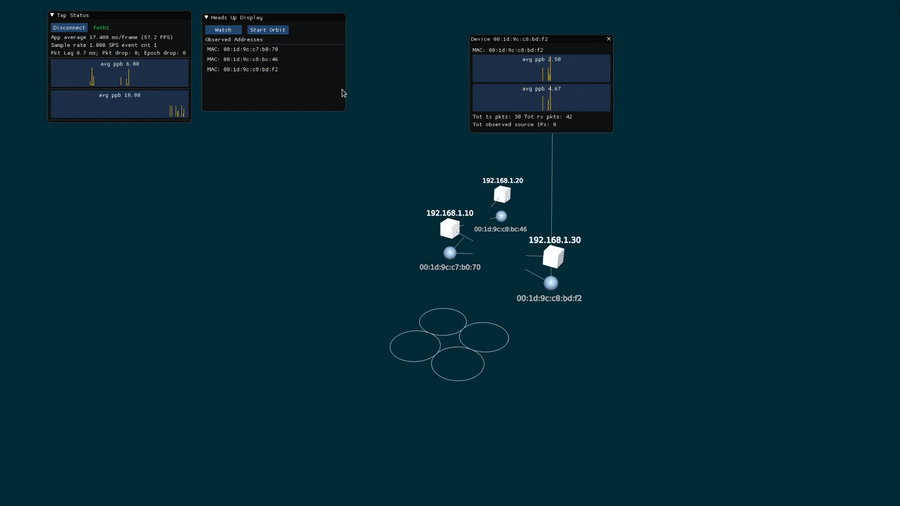 Tap Status
Disconnect feth1
App average 17.480 ms/frame (57.2 FPS)
Sample rate 1.000 SPS event cnt 1
Pkt Lag 0.7 ms; Pkt drop: 0; Epoch drop: 0
avg ppb 6.00
avg ppb 18.00
Heads Up Display
Watch Start Orbit
Observed Addresses
MAC: 00:1d:9c:c7:b0:70
MAC: 00:1d:9c:c8:bc:46
MAC: 00:1d:9c:c8:bd:f2
Device 00:1d:9c:c8:bd:f2
MAC: 00:1d:9c:c8:bd:f2
avg ppb 2.50
avg ppb 4.67
Tot tx pkts: 30 Tot rx pkts: 42
Tot observed source IPs: 0
192.168.1.20
192.168.1.10
00:1d:9c:c8:bc:46
192.168.1.30
00:1d:9c:c7:b0:70
00:1d:9c:c8:bd:f2